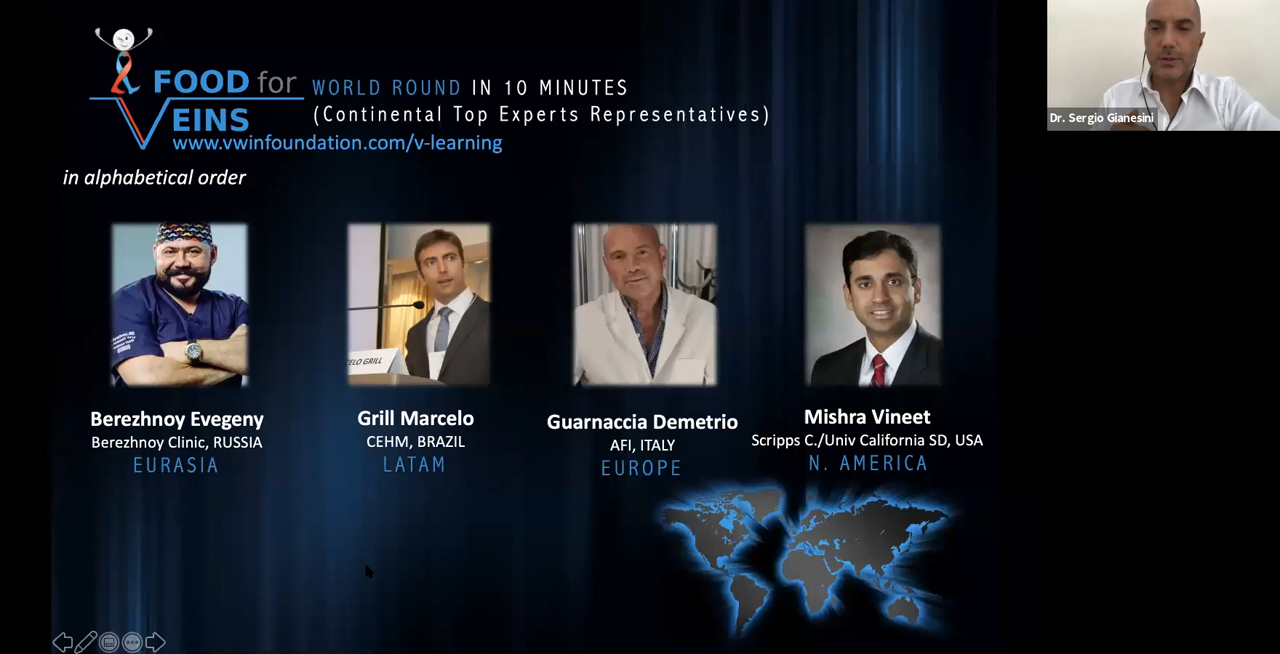 FOOD for
VEINS
WORLD ROUND IN 10 MINUTES
(Continental Top Experts Representatives)
www.vwinfoundation.com/v-learning
in alphabetical order
Dr. Sergio Gianesini
CELO GRILL
Berezhnoy Evegeny
Berezhnoy Clinic, RUSSIA
EURASIA
Grill Marcelo
CEHM, BRAZIL
LATAM
Guarnaccia Demetrio
AFI, ITALY
EUROPE
Mishra Vineet
Scripps C./Univ California SD, USA
N. AMERICA